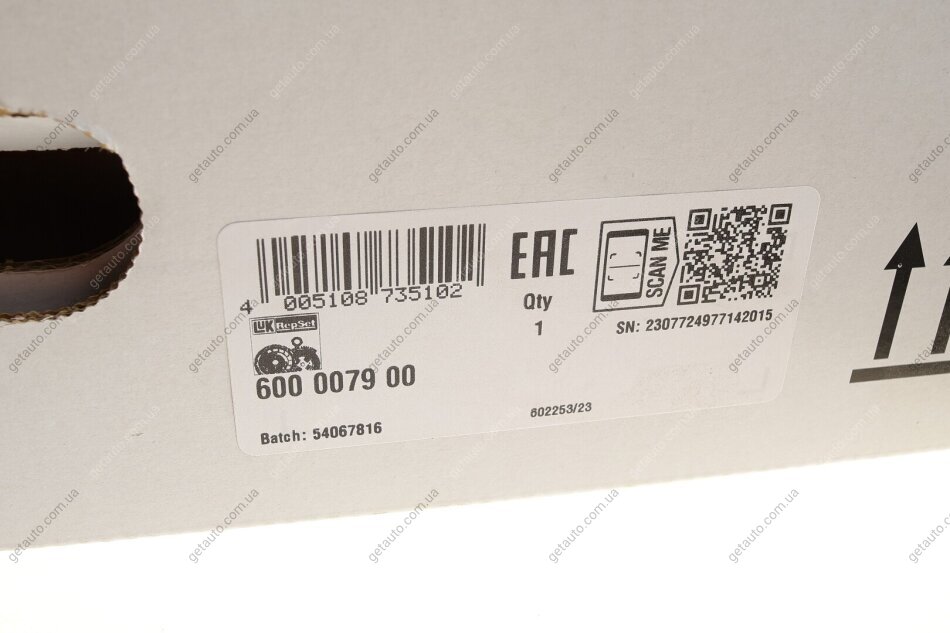 4 005108 735102
EAC
SCAN ME
Qty
1
SN: 2307724977142015
LUK RepSet
600 0079 00
602253/23
Batch: 54067816
getauto.com.ua